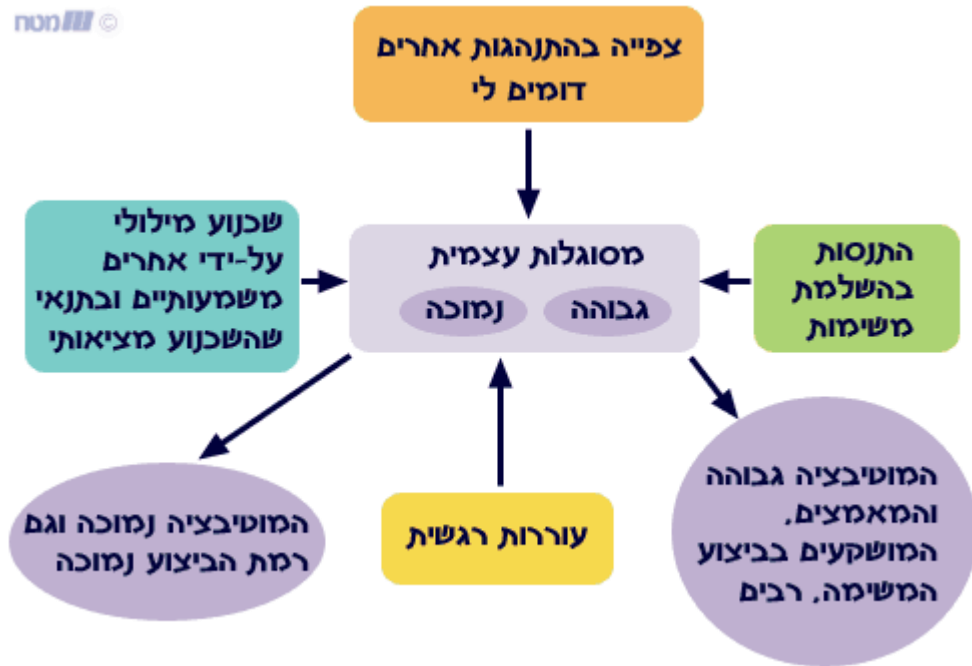 © מטח
צפייה בהתנהגות אחרים
דומים לי
שכנוע מילולי
על-ידי אחרים
משמעותיים ובתנאי
שהשכנוע מציאותי
מסוגלות עצמית
גבוהה נמוכה
התנסות
בהשלמת
משימות
המוטיבציה גבוהה
והמאמצים,
המושקעים בביצוע
המשימה, רבים
עוררות רגשית
המוטיבציה נמוכה וגם
רמת הביצוע נמוכה